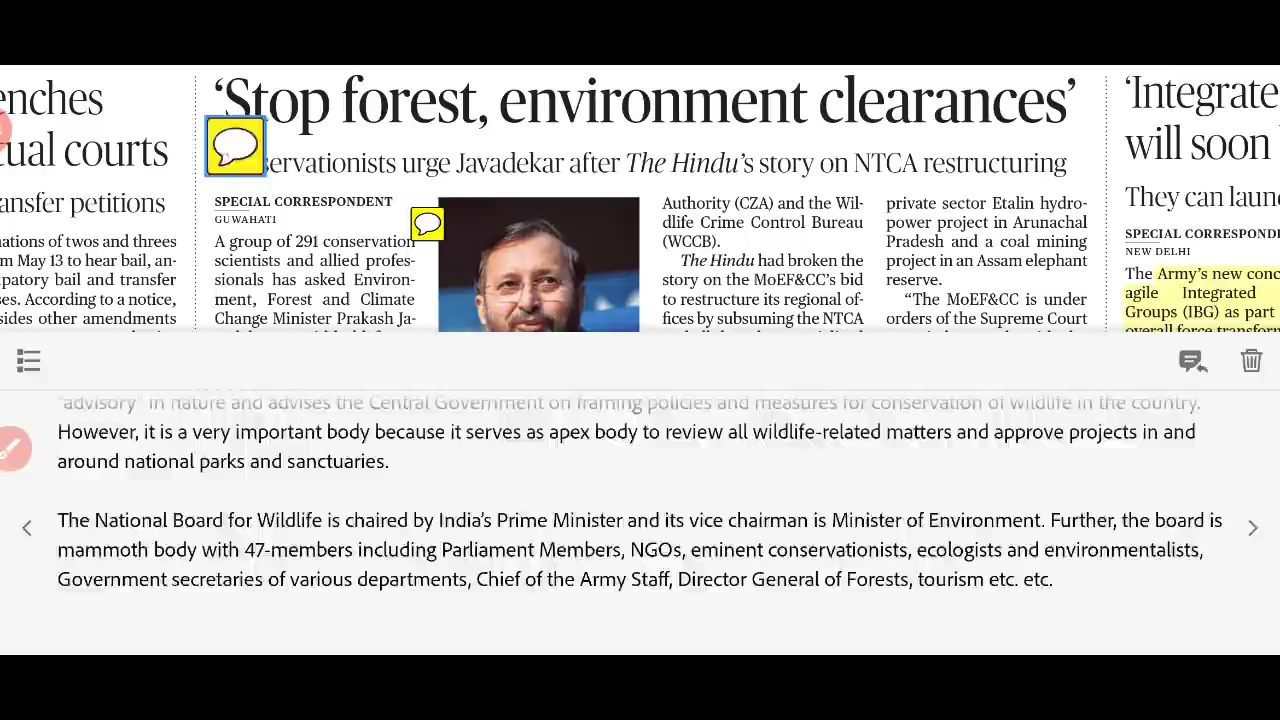 enches
tual courts
ansfer petitions
ations of twos and threes
m May 13 to hear bail, an-
patory bail and transfer
es. According to a notice,
sides other amendments
'Stop forest, environment clearances'
servationists urge Javadekar after The Hindu's story on NTCA restructuring
SPECIAL CORRESPONDENT
GUWAHATI
A group of 291 conservation
scientists and allied profes-
sionals has asked Environ-
ment, Forest and Climate
Change Minister Prakash Ja-
Authority (CZA) and the Wil-
dlife Crime Control Bureau
(WCCB).
The Hindu had broken the
story on the MoEF&CC's bid
to restructure its regional of-
fices by subsuming the NTCA
private sector Etalin hydro-
power project in Arunachal
Pradesh and a coal mining
project in an Assam elephant
reserve.
"The MoEF&CC is under
orders of the Supreme Court
'Integrate
will soon
They can laun
SPECIAL CORRESPONDE
NEW DELHI
The Army's new conc
agile Integrated
Groups (IBG) as part
overall force transform
"advisory" in nature and advises the Central Government on framing policies and measures for conservation of wildlife in the country.
However, it is a very important body because it serves as apex body to review all wildlife-related matters and approve projects in and
around national parks and sanctuaries.
The National Board for Wildlife is chaired by India's Prime Minister and its vice chairman is Minister of Environment. Further, the board is
mammoth body with 47-members including Parliament Members, NGOs, eminent conservationists, ecologists and environmentalists,
Government secretaries of various departments, Chief of the Army Staff, Director General of Forests, tourism etc. etc.